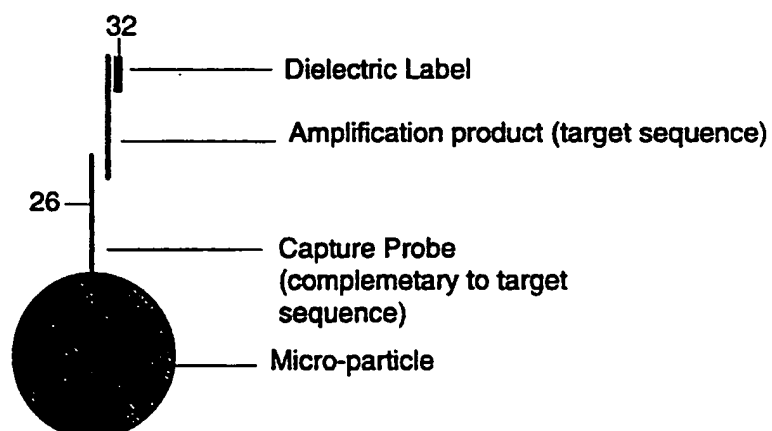 32
Dielectric Label
Amplification product (target sequence)
26
Capture Probe
(complemetary to target
sequence)
Micro-particle